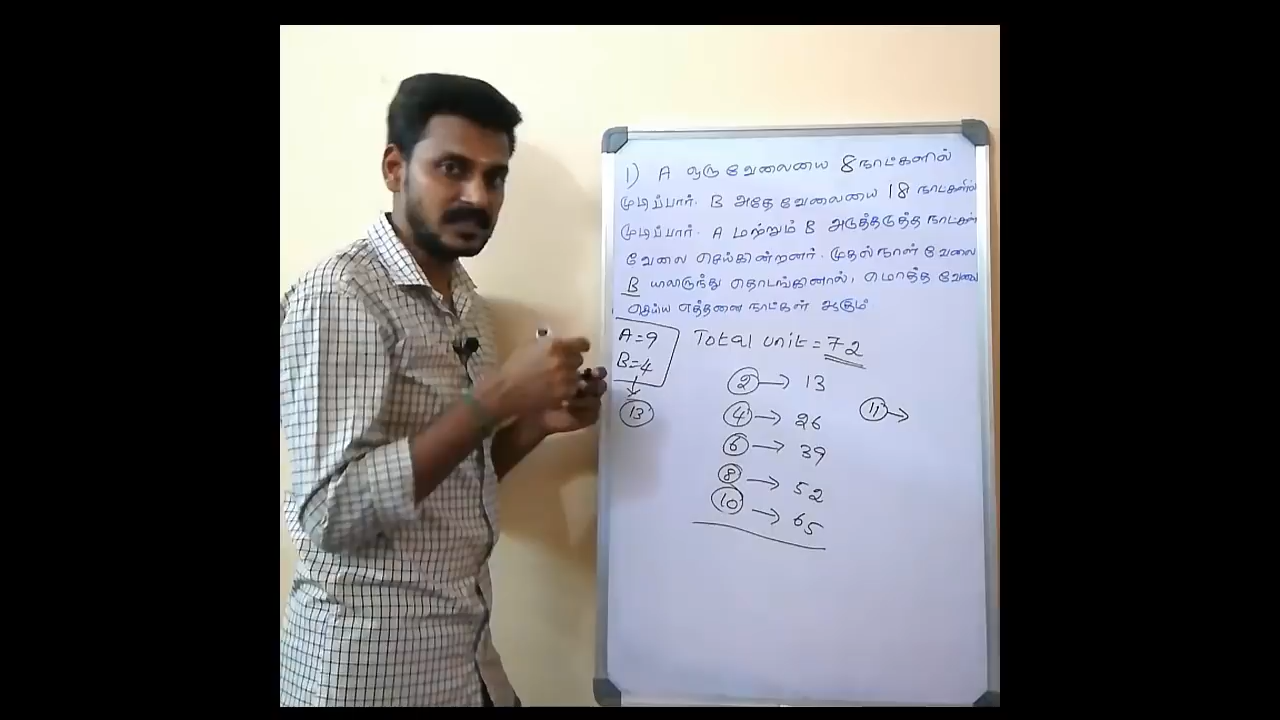 1) A ஒரு வேலையை 8 நாட்களில்
முடிப்பார். B அதே வேலையை 18 நாட்களில்
முடிப்பார். A மற்றும் B அடுத்தடுத்த நாட்கள்
வேலை செய்கின்றனர். முதல் நாள் வேலை
B யிலிருந்து தொடங்கினால், மொத்த வேலை
செய்ய எத்தனை நாட்கள் ஆகும்
A=9
B=4
13
Total unit = 72
2 → 13
4 → 26
6 → 39
8 → 52
10 → 65
11 →